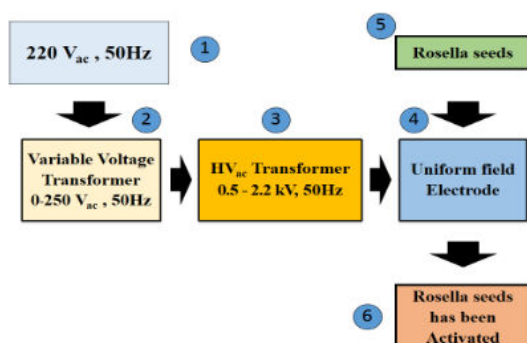 220 Vac , 50Hz
1
5
Rosella seeds
2
Variable Voltage
Transformer
0-250 Vac , 50Hz
3
HVac Transformer
0.5 - 2.2 kV, 50Hz
4
Uniform field
Electrode
6
Rosella seeds
has been
Activated